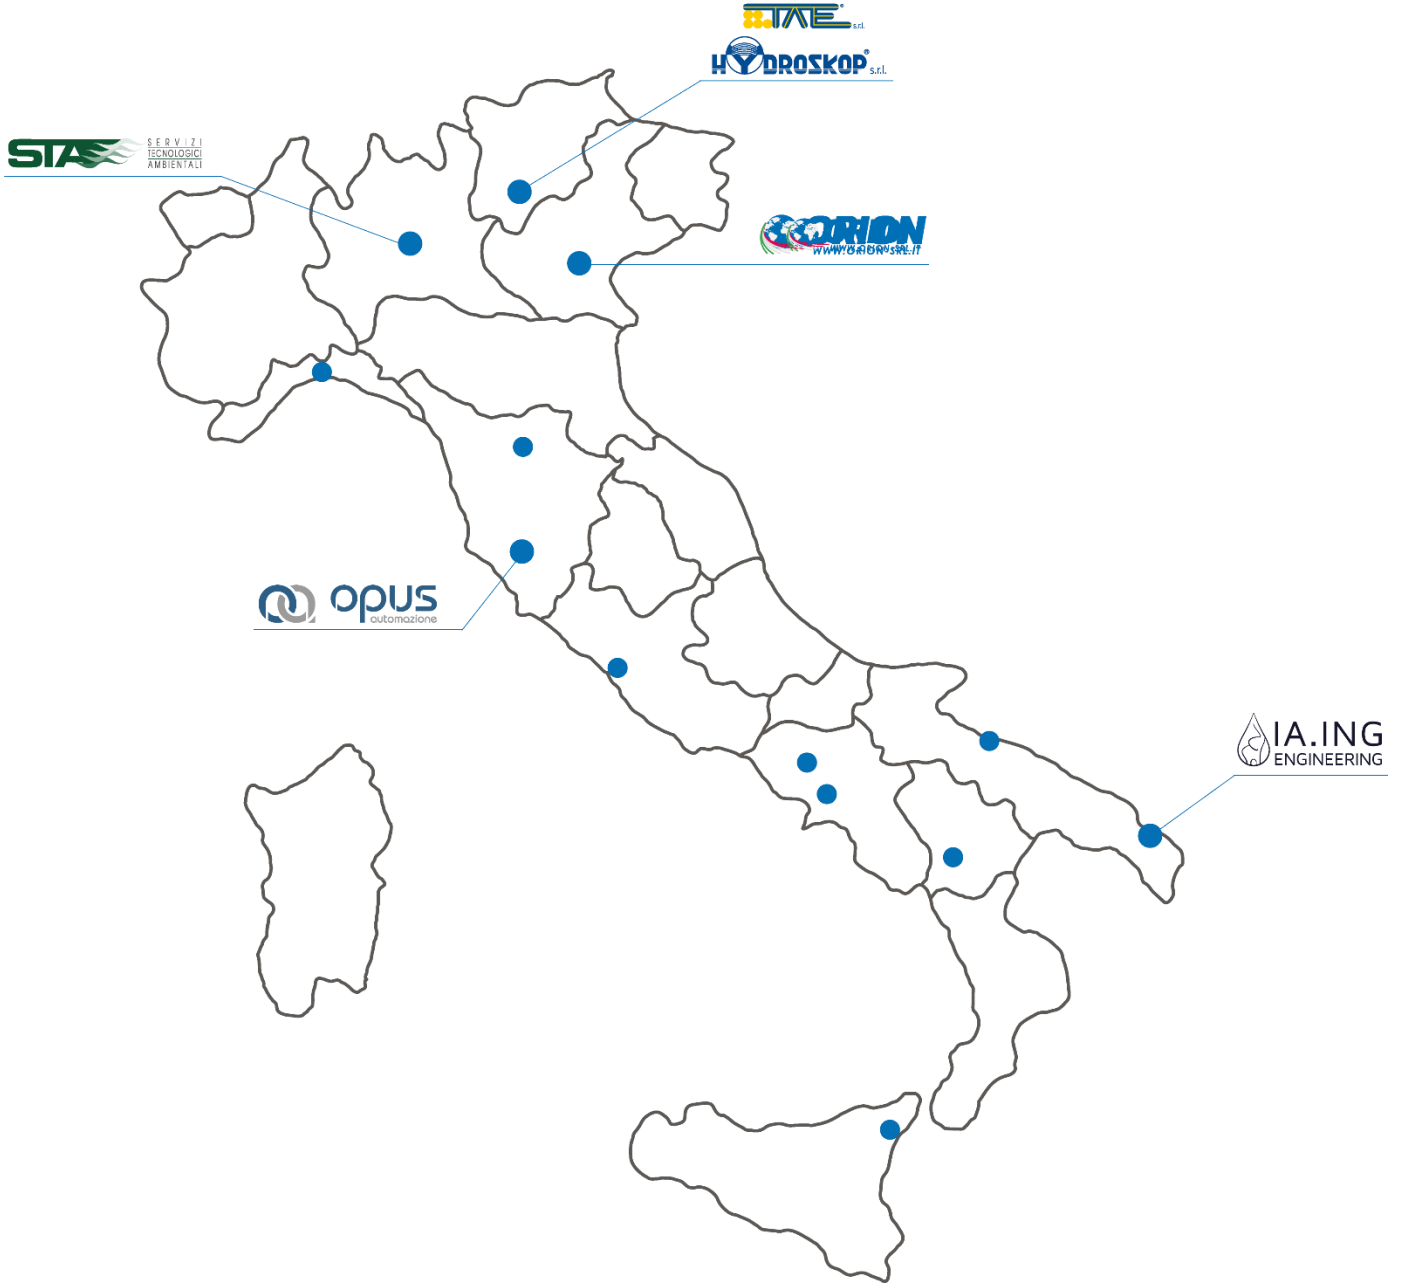 TAE s.r.l.
HYDROSKOP® s.r.l.
STA SERVIZI
TECNOLOGICI
AMBIENTALI
ORION
WWW.ORION-SRL.IT
opus
automazione
IA.ING
ENGINEERING